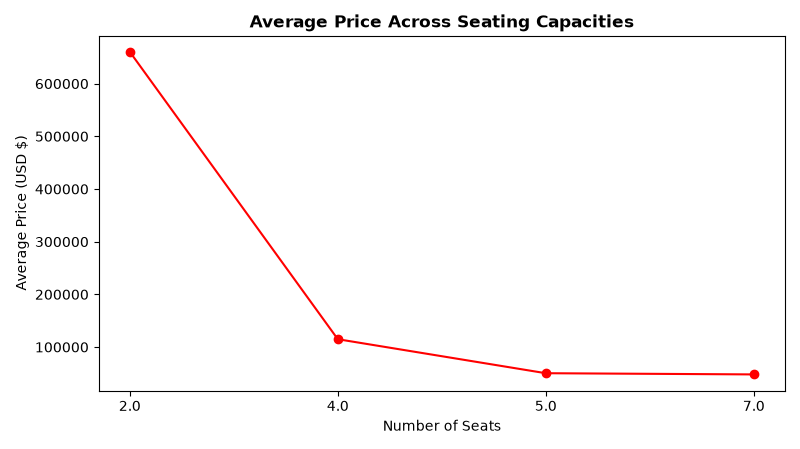 Average Price Across Seating Capacities
Average Price (USD $)
600000
500000
400000
300000
200000
100000
2.0 4.0 5.0 7.0
Number of Seats